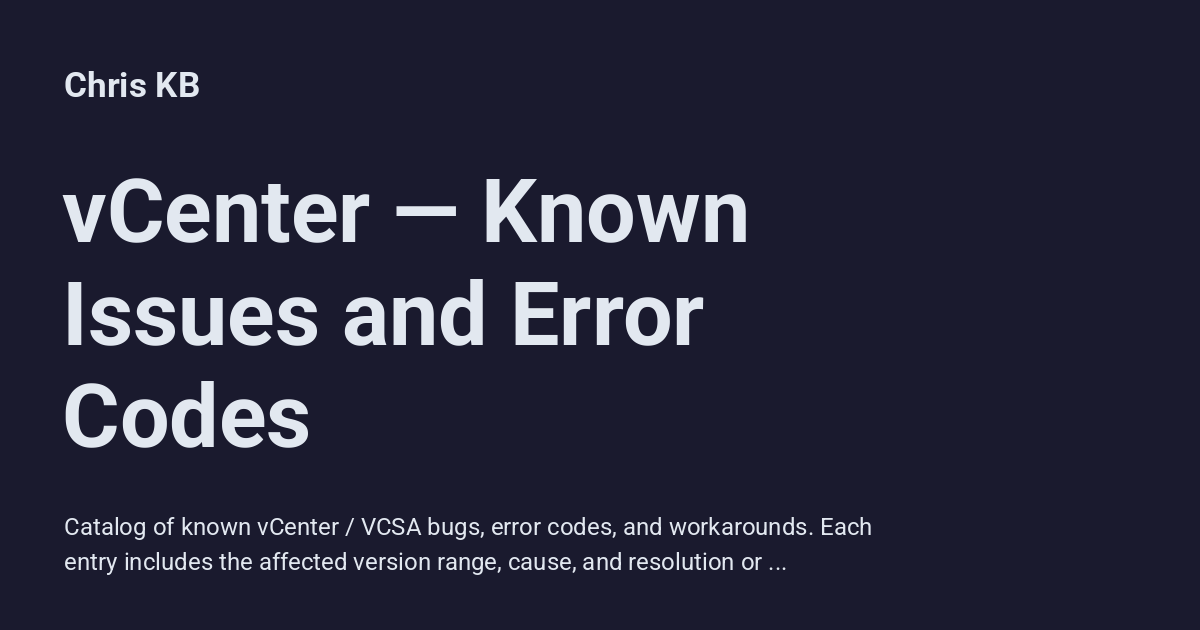 Chris KB
vCenter — Known
Issues and Error
Codes
Catalog of known vCenter / VCSA bugs, error codes, and workarounds. Each
entry includes the affected version range, cause, and resolution or ...